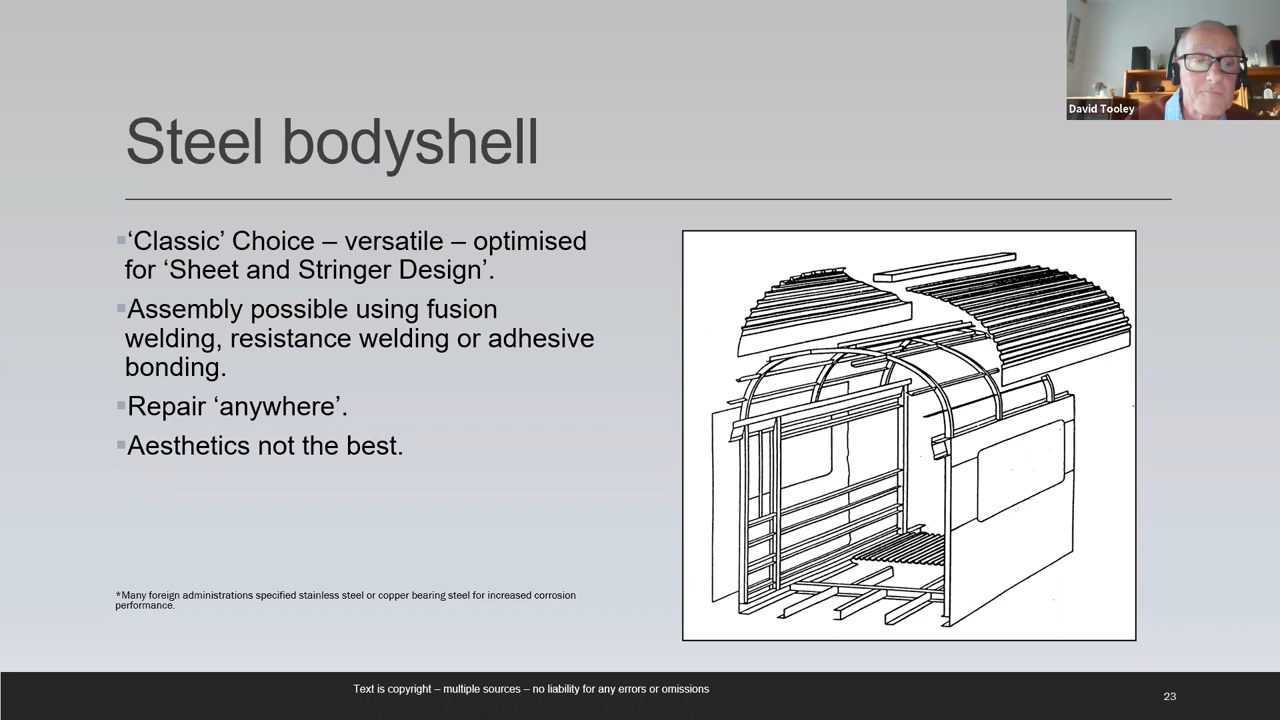 David Tooley
Steel bodyshell
▪‘Classic’ Choice – versatile – optimised
for ‘Sheet and Stringer Design’.
▪Assembly possible using fusion
welding, resistance welding or adhesive
bonding.
▪Repair ‘anywhere’.
▪Aesthetics not the best.
*Many foreign administrations specified stainless steel or copper bearing steel for increased corrosion
performance.
Text is copyright – multiple sources – no liability for any errors or omissions
23